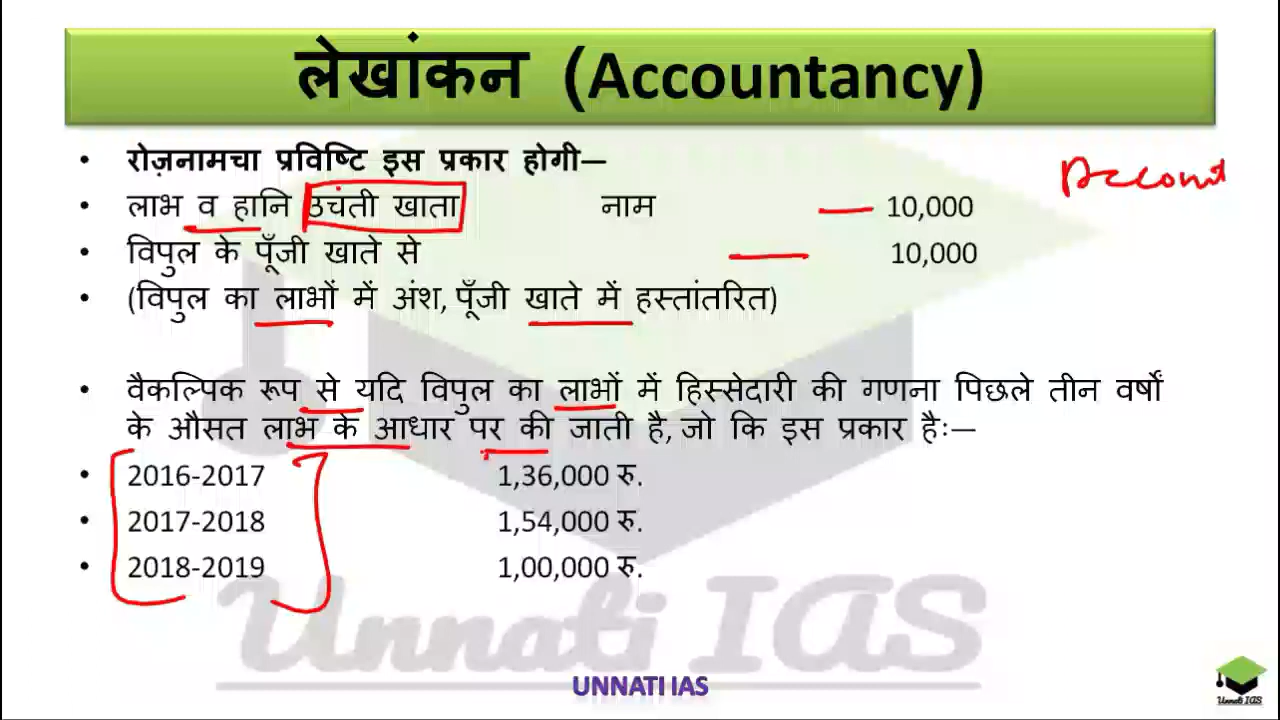 लेखांकन (Accountancy)
• रोज़नामचा प्रविष्टि इस प्रकार होगी—
Account
• लाभ व हानि उचंती खाता नाम 10,000
• विपुल के पूँजी खाते से 10,000
• (विपुल का लाभों में अंश, पूँजी खाते में हस्तांतरित)
• वैकल्पिक रूप से यदि विपुल का लाभों में हिस्सेदारी की गणना पिछले तीन वर्षों
के औसत लाभ के आधार पर की जाती है, जो कि इस प्रकार है:—
• 2016-2017 1,36,000 रु.
• 2017-2018 1,54,000 रु.
• 2018-2019 1,00,000 रु.
Unnati IAS
UNNATI IAS
Unnati IAS